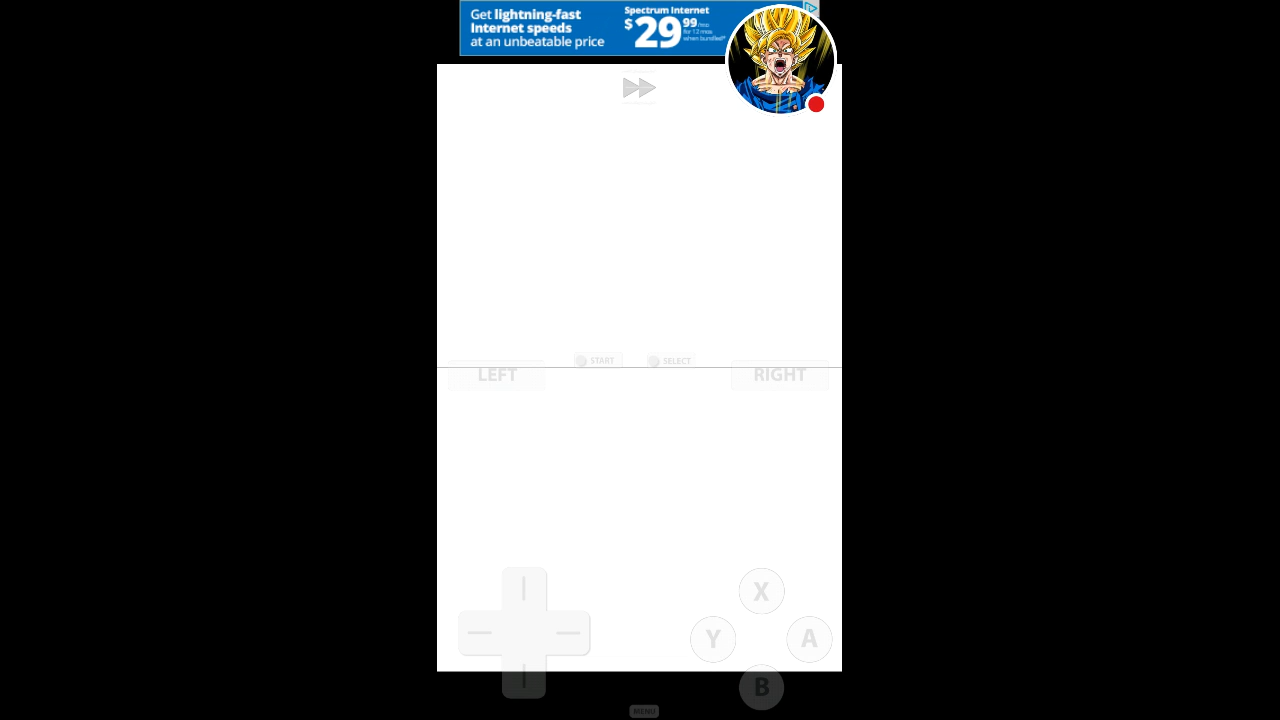 Get lightning-fast
Internet speeds
at an unbeatable price
Spectrum Internet
$29.99 /mo
for 12 mos
when bundled*
START
SELECT
LEFT
RIGHT
X
Y
A
B
MENU